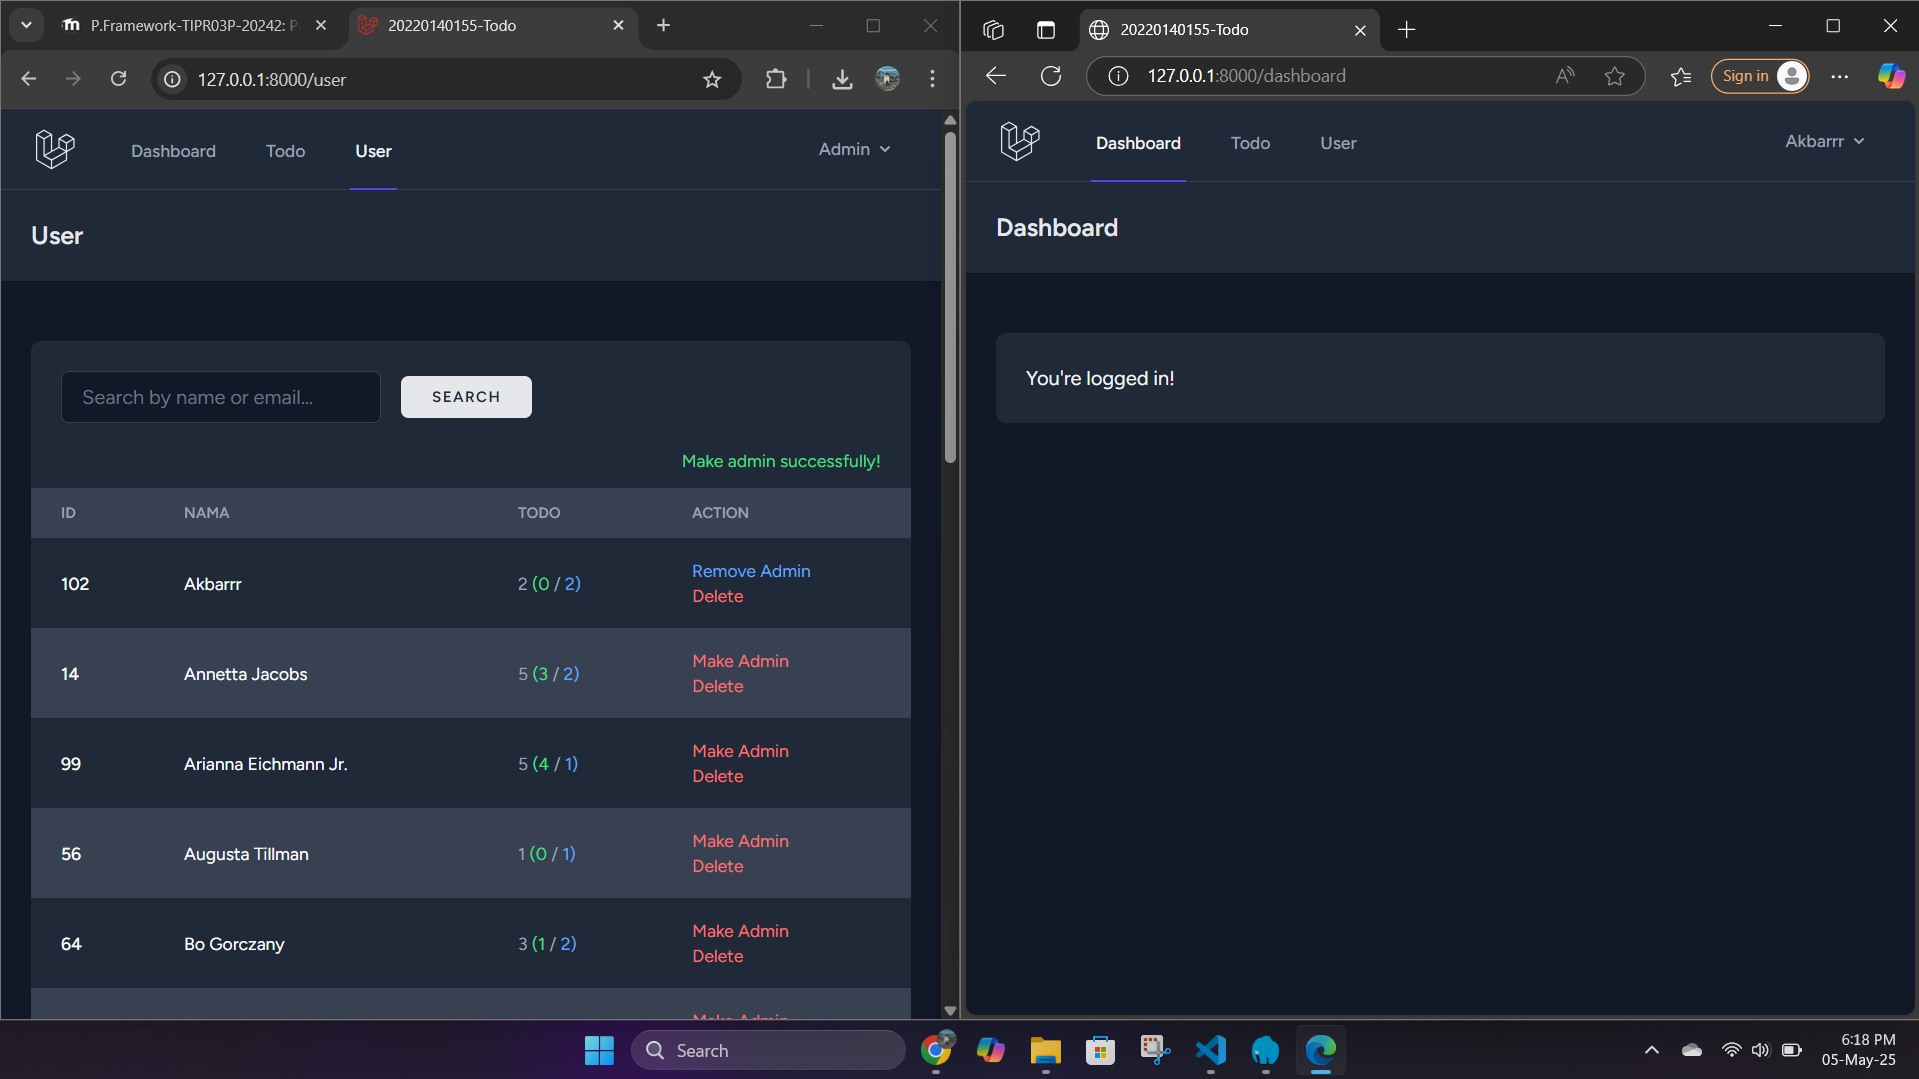 P.Framework-TIPR03P-20242: P
20220140155-Todo
127.0.0.1:8000/user
Dashboard
Todo
User
Admin
User
Search by name or email...
SEARCH
Make admin successfully!
ID NAMA TODO ACTION
102 Akbarrr 2 (0 / 2) Remove Admin
Delete
14 Annetta Jacobs 5 (3 / 2) Make Admin
Delete
99 Arianna Eichmann Jr. 5 (4 / 1) Make Admin
Delete
56 Augusta Tillman 1 (0 / 1) Make Admin
Delete
64 Bo Gorczany 3 (1 / 2) Make Admin
Delete
Make Admin
20220140155-Todo
127.0.0.1:8000/dashboard
Sign in
Dashboard
Todo
User
Akbarrr
Dashboard
You're logged in!
Search
6:18 PM
05-May-25